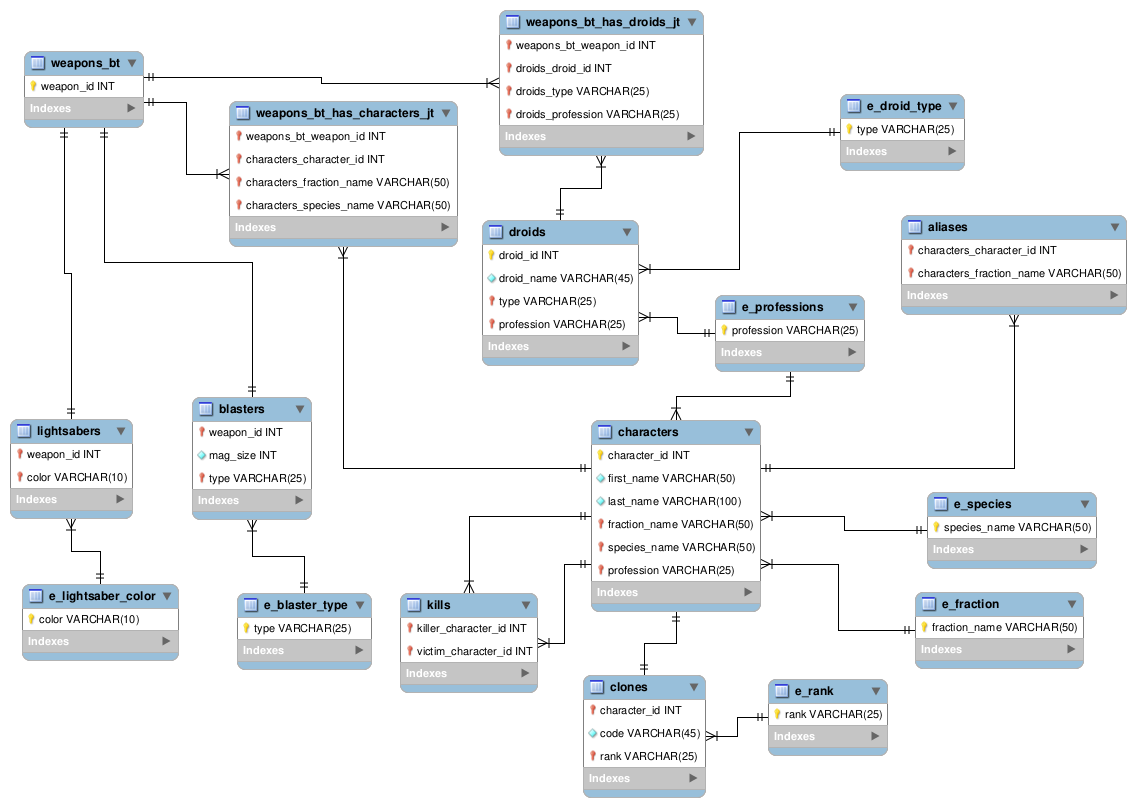 weapons_bt
weapon_id INT
Indexes
weapons_bt_has_droids_jt
weapons_bt_weapon_id INT
droids_droid_id INT
droids_type VARCHAR(25)
droids_profession VARCHAR(25)
Indexes
weapons_bt_has_characters_jt
weapons_bt_weapon_id INT
characters_character_id INT
characters_fraction_name VARCHAR(50)
characters_species_name VARCHAR(50)
Indexes
e_droid_type
type VARCHAR(25)
Indexes
droids
droid_id INT
droid_name VARCHAR(45)
type VARCHAR(25)
profession VARCHAR(25)
Indexes
aliases
characters_character_id INT
characters_fraction_name VARCHAR(50)
Indexes
e_professions
profession VARCHAR(25)
Indexes
lightsabers
weapon_id INT
color VARCHAR(10)
Indexes
blasters
weapon_id INT
mag_size INT
type VARCHAR(25)
Indexes
characters
character_id INT
first_name VARCHAR(50)
last_name VARCHAR(100)
fraction_name VARCHAR(50)
species_name VARCHAR(50)
profession VARCHAR(25)
Indexes
e_species
species_name VARCHAR(50)
Indexes
e_lightsaber_color
color VARCHAR(10)
Indexes
e_blaster_type
type VARCHAR(25)
Indexes
kills
killer_character_id INT
victim_character_id INT
Indexes
e_fraction
fraction_name VARCHAR(50)
Indexes
clones
character_id INT
code VARCHAR(45)
rank VARCHAR(25)
Indexes
e_rank
rank VARCHAR(25)
Indexes